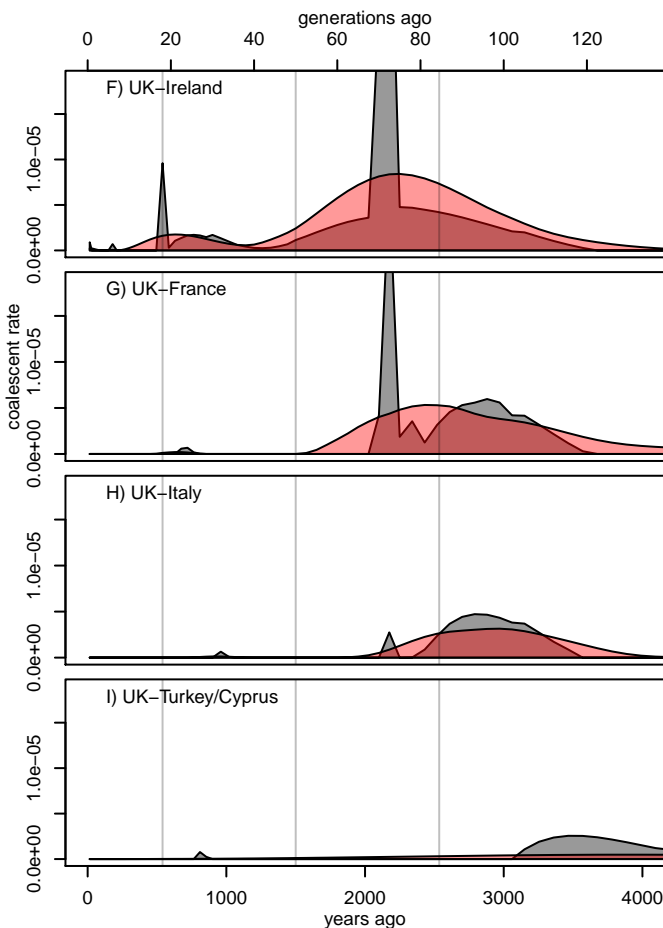 generations ago
0 20 40 60 80 100 120
F) UK−Ireland
0.0e+00 1.0e−05
G) UK−France
0.0e+00 1.0e−05
coalescent rate
H) UK−Italy
0.0e+00 1.0e−05
I) UK−Turkey/Cyprus
0.0e+00 1.0e−05
0 1000 2000 3000 4000
years ago